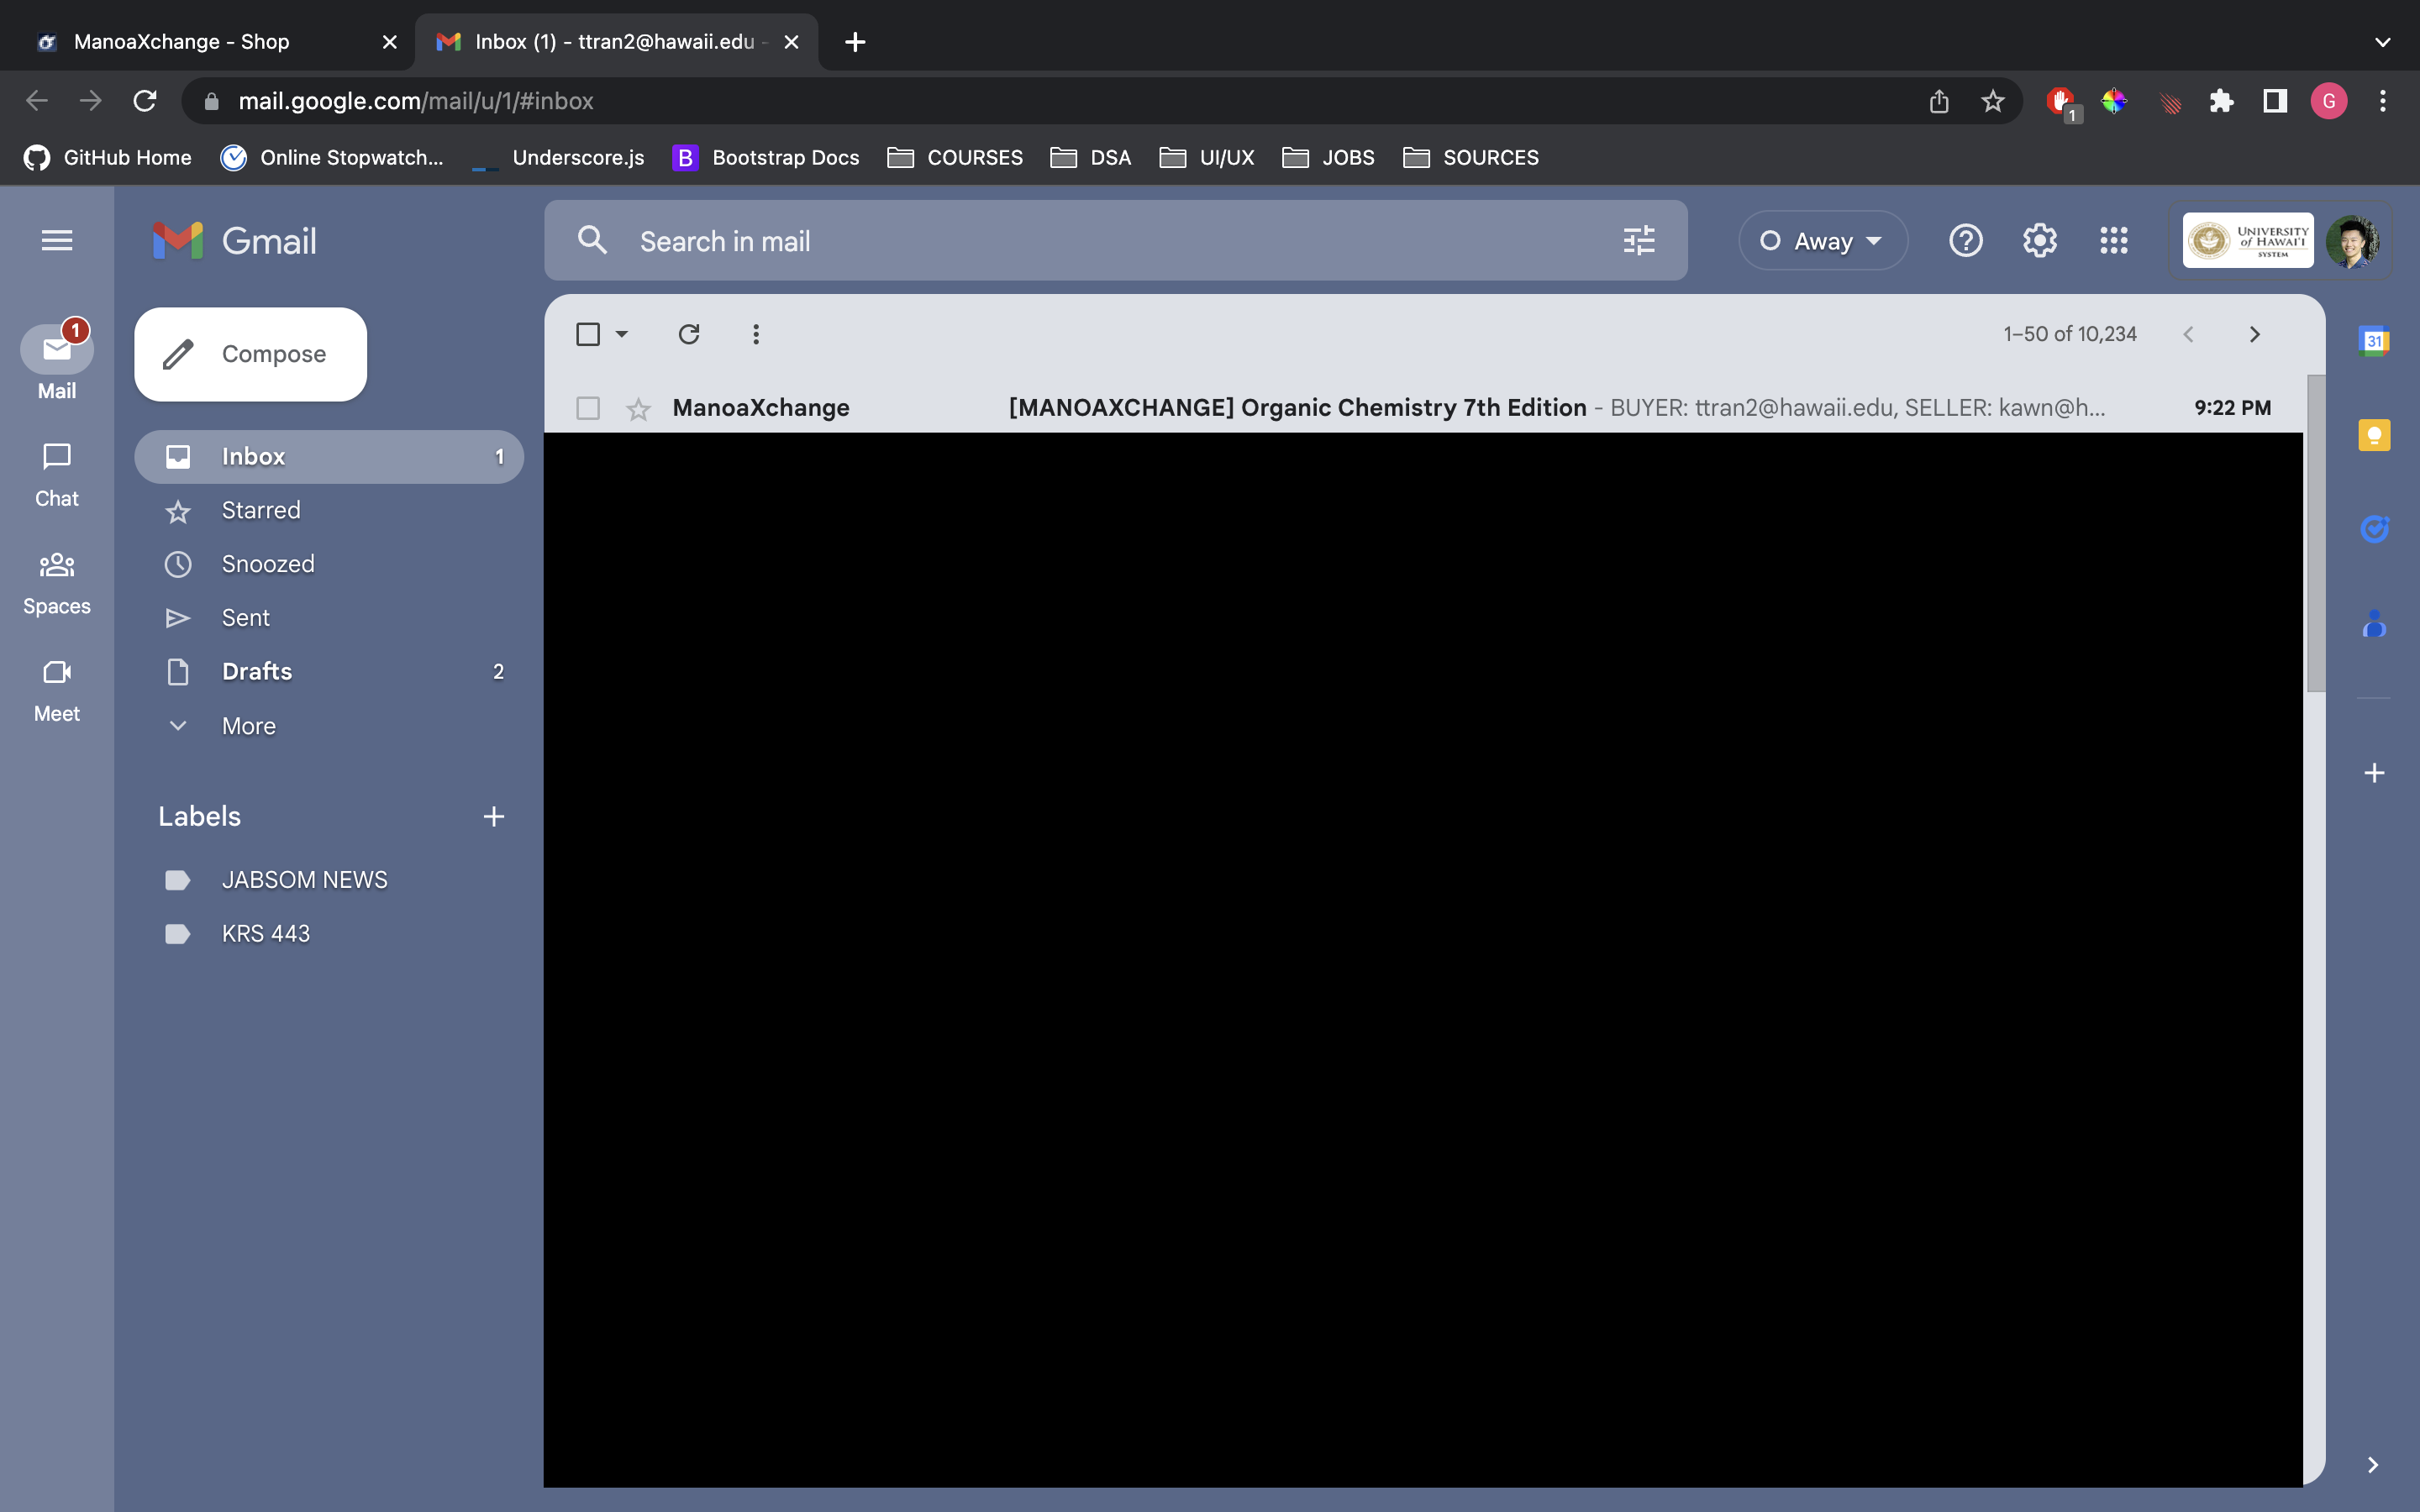 ManoaXchange - Shop
Inbox (1) - ttran2@hawaii.edu -
mail.google.com/mail/u/1/#inbox
1
G
GitHub Home
Online Stopwatch...
Underscore.js
B Bootstrap Docs
COURSES
DSA
UI/UX
JOBS
SOURCES
Gmail
Search in mail
Away
UNIVERSITY
of HAWAI'I
SYSTEM
1
Mail
Chat
Spaces
Meet
Compose
Inbox 1
Starred
Snoozed
Sent
Drafts 2
More
Labels
JABSOM NEWS
KRS 443
1–50 of 10,234
ManoaXchange [MANOAXCHANGE] Organic Chemistry 7th Edition - BUYER: ttran2@hawaii.edu, SELLER: kawn@h... 9:22 PM
31